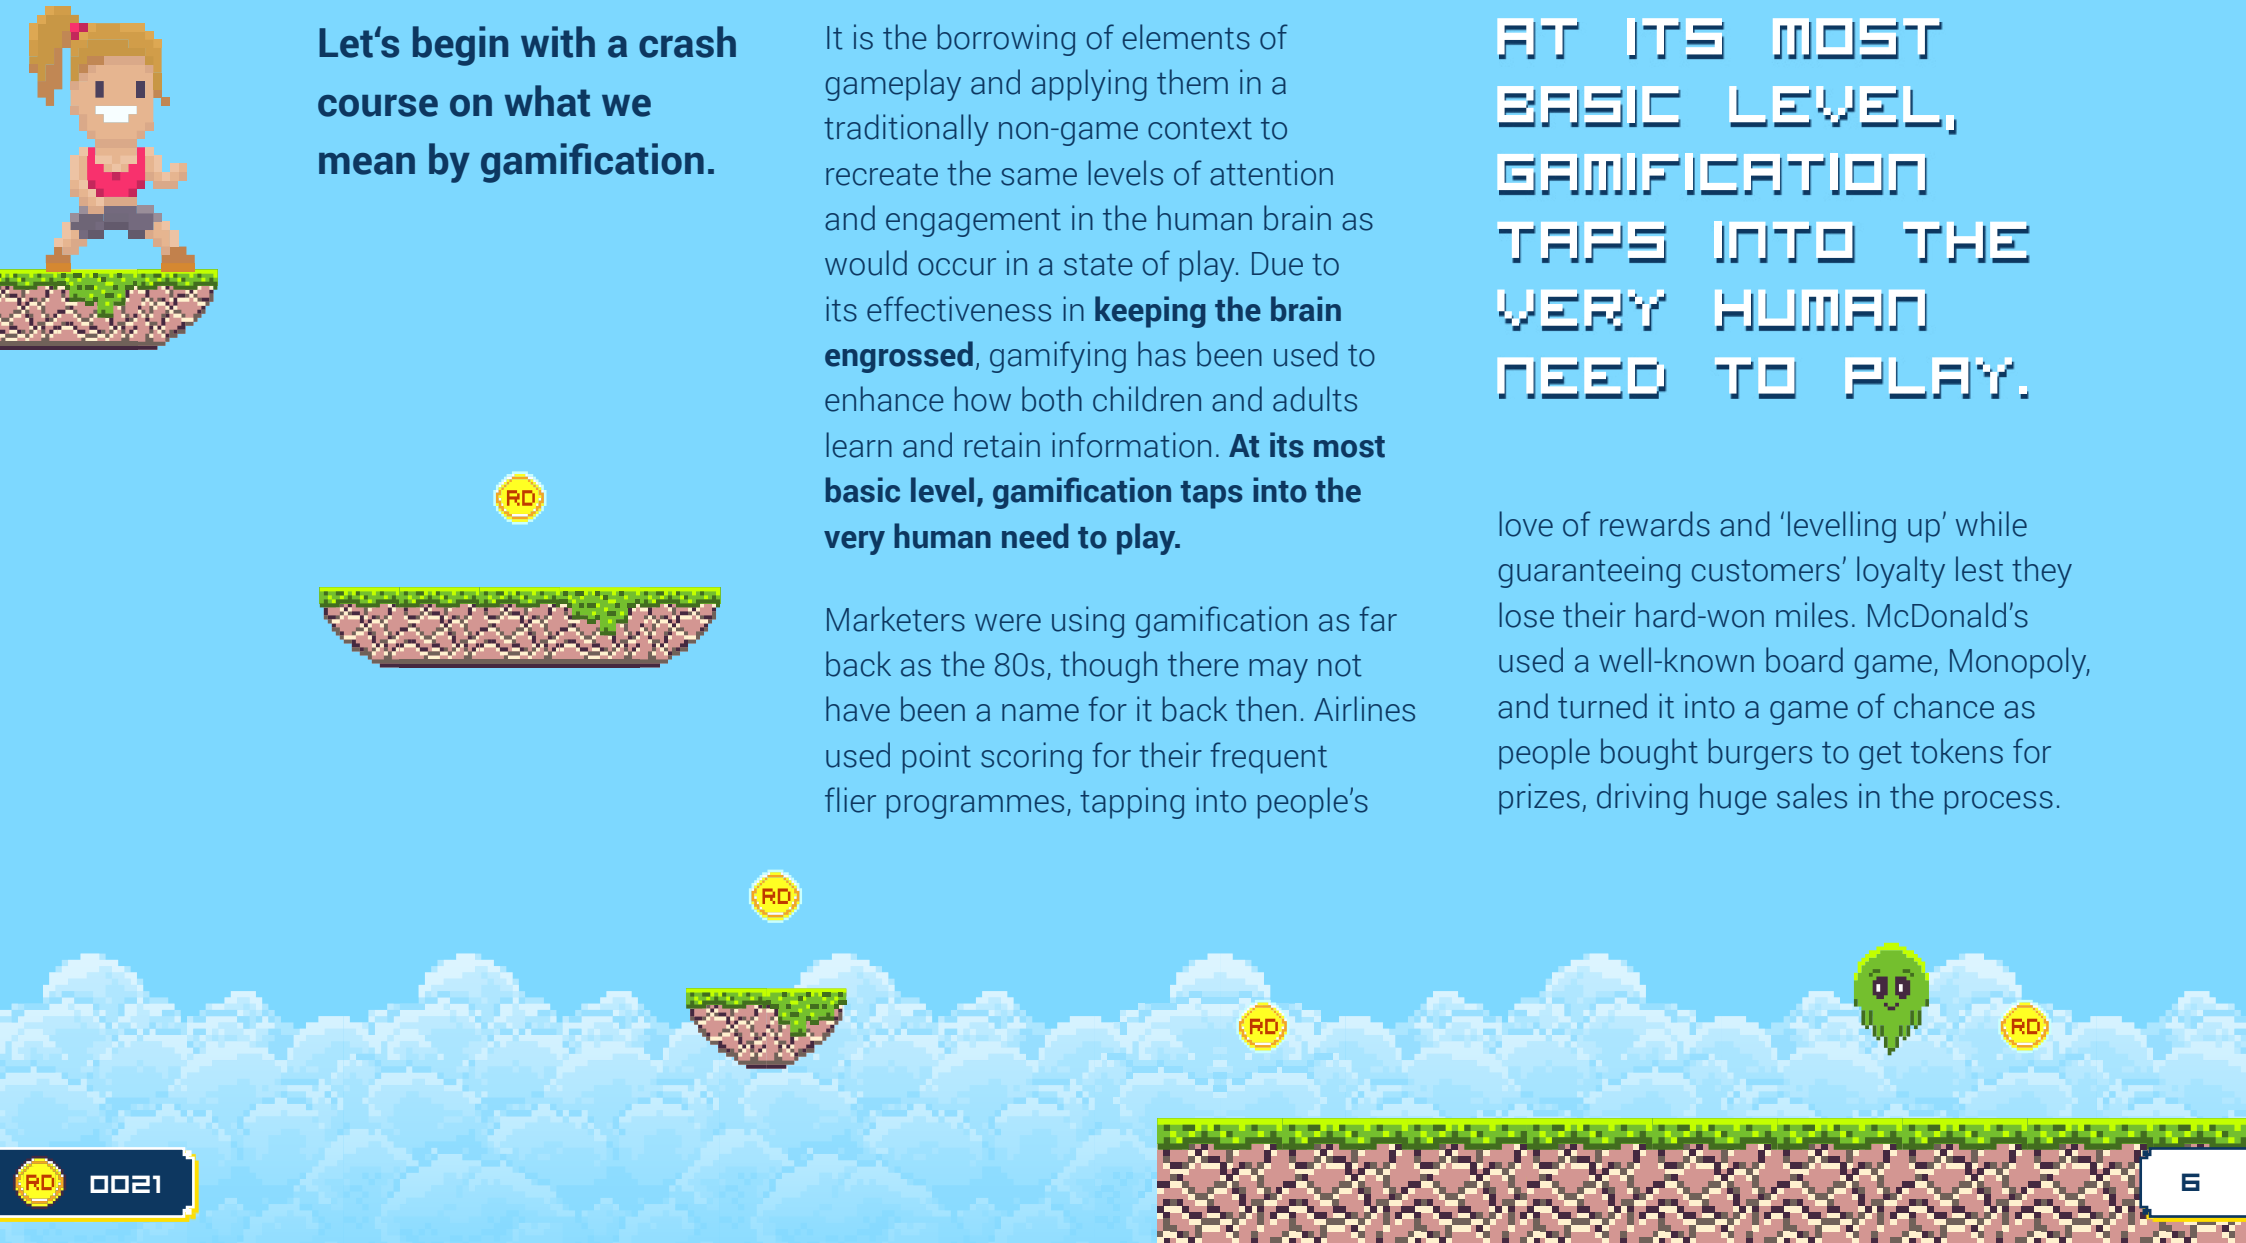 Let‘s begin with a crash
course on what we
mean by gamification.
It is the borrowing of elements of
gameplay and applying them in a
traditionally non-game context to
recreate the same levels of attention
and engagement in the human brain as
would occur in a state of play. Due to
its effectiveness in keeping the brain
engrossed, gamifying has been used to
enhance how both children and adults
learn and retain information. At its most
basic level, gamification taps into the
very human need to play.
Marketers were using gamification as far
back as the 80s, though there may not
have been a name for it back then. Airlines
used point scoring for their frequent
flier programmes, tapping into people’s
AT ITS MOST
BASIC LEVEL,
GAMIFICATION
TAPS INTO THE
VERY HUMAN
NEED TO PLAY.
love of rewards and ‘levelling up’ while
guaranteeing customers’ loyalty lest they
lose their hard-won miles. McDonald’s
used a well-known board game, Monopoly,
and turned it into a game of chance as
people bought burgers to get tokens for
prizes, driving huge sales in the process.
RD
RD
RD
RD
RD 0021
6